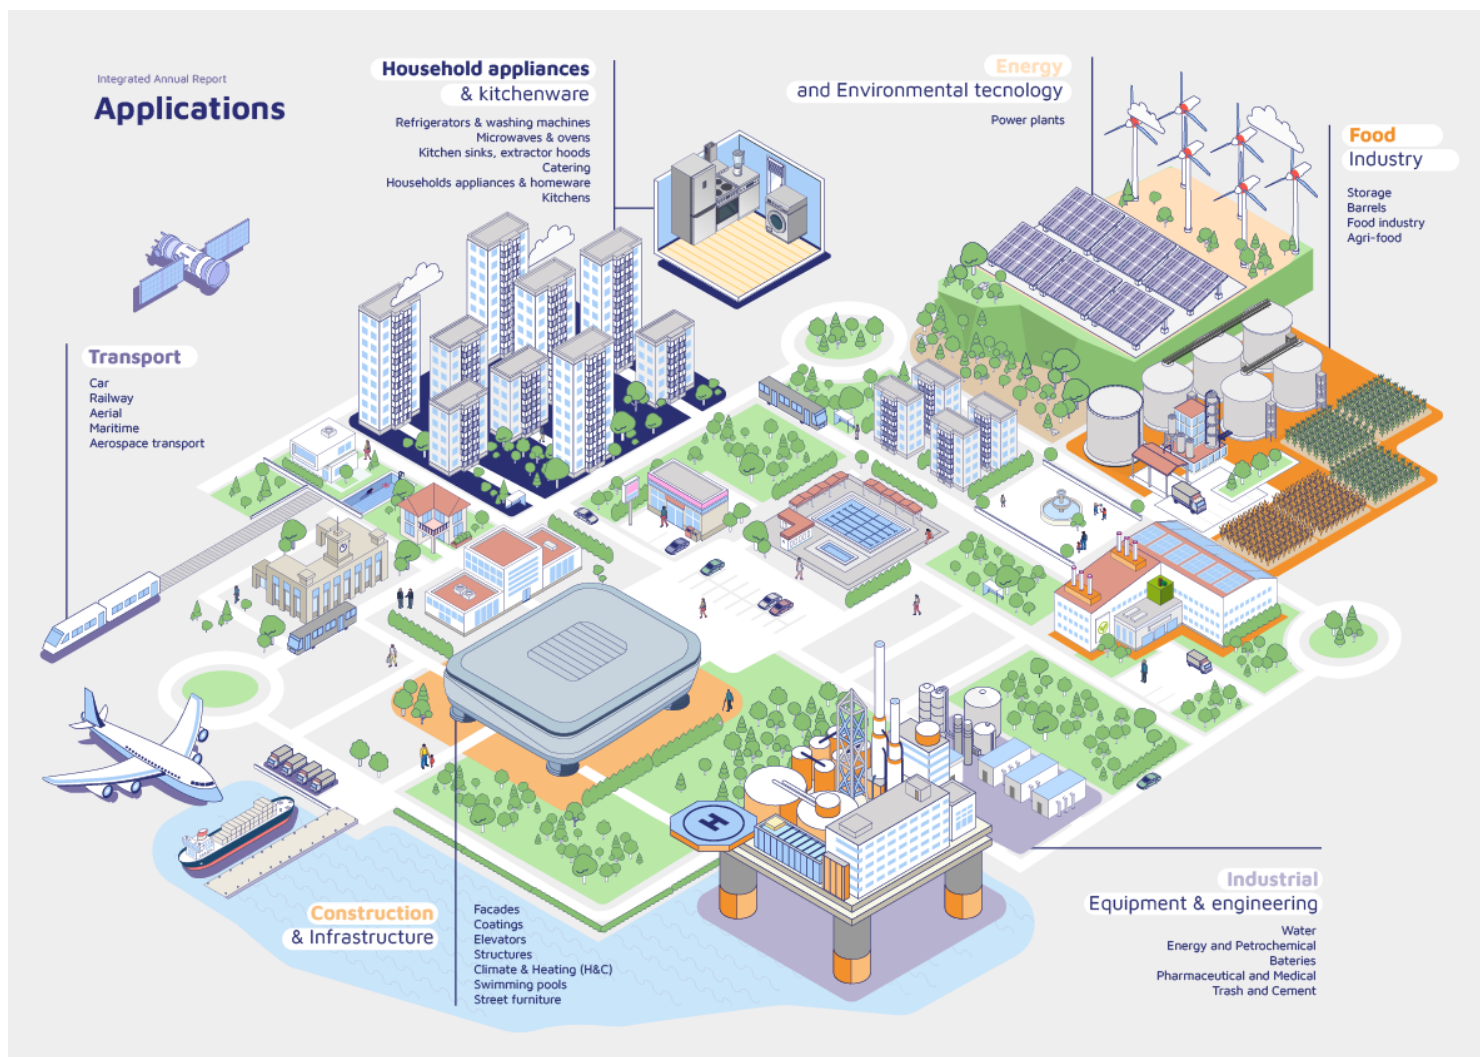 Integrated Annual Report
Applications
Household appliances
& kitchenware
Refrigerators & washing machines
Microwaves & ovens
Kitchen sinks, extractor hoods
Catering
Households appliances & homeware
Kitchens
Energy
and Environmental tecnology
Power plants
Food
Industry
Storage
Barrels
Food industry
Agri-food
Transport
Car
Railway
Aerial
Maritime
Aerospace transport
H
Construction
& Infrastructure
Facades
Coatings
Elevators
Structures
Climate & Heating (H&C)
Swimming pools
Street furniture
Industrial
Equipment & engineering
Water
Energy and Petrochemical
Bateries
Pharmaceutical and Medical
Trash and Cement